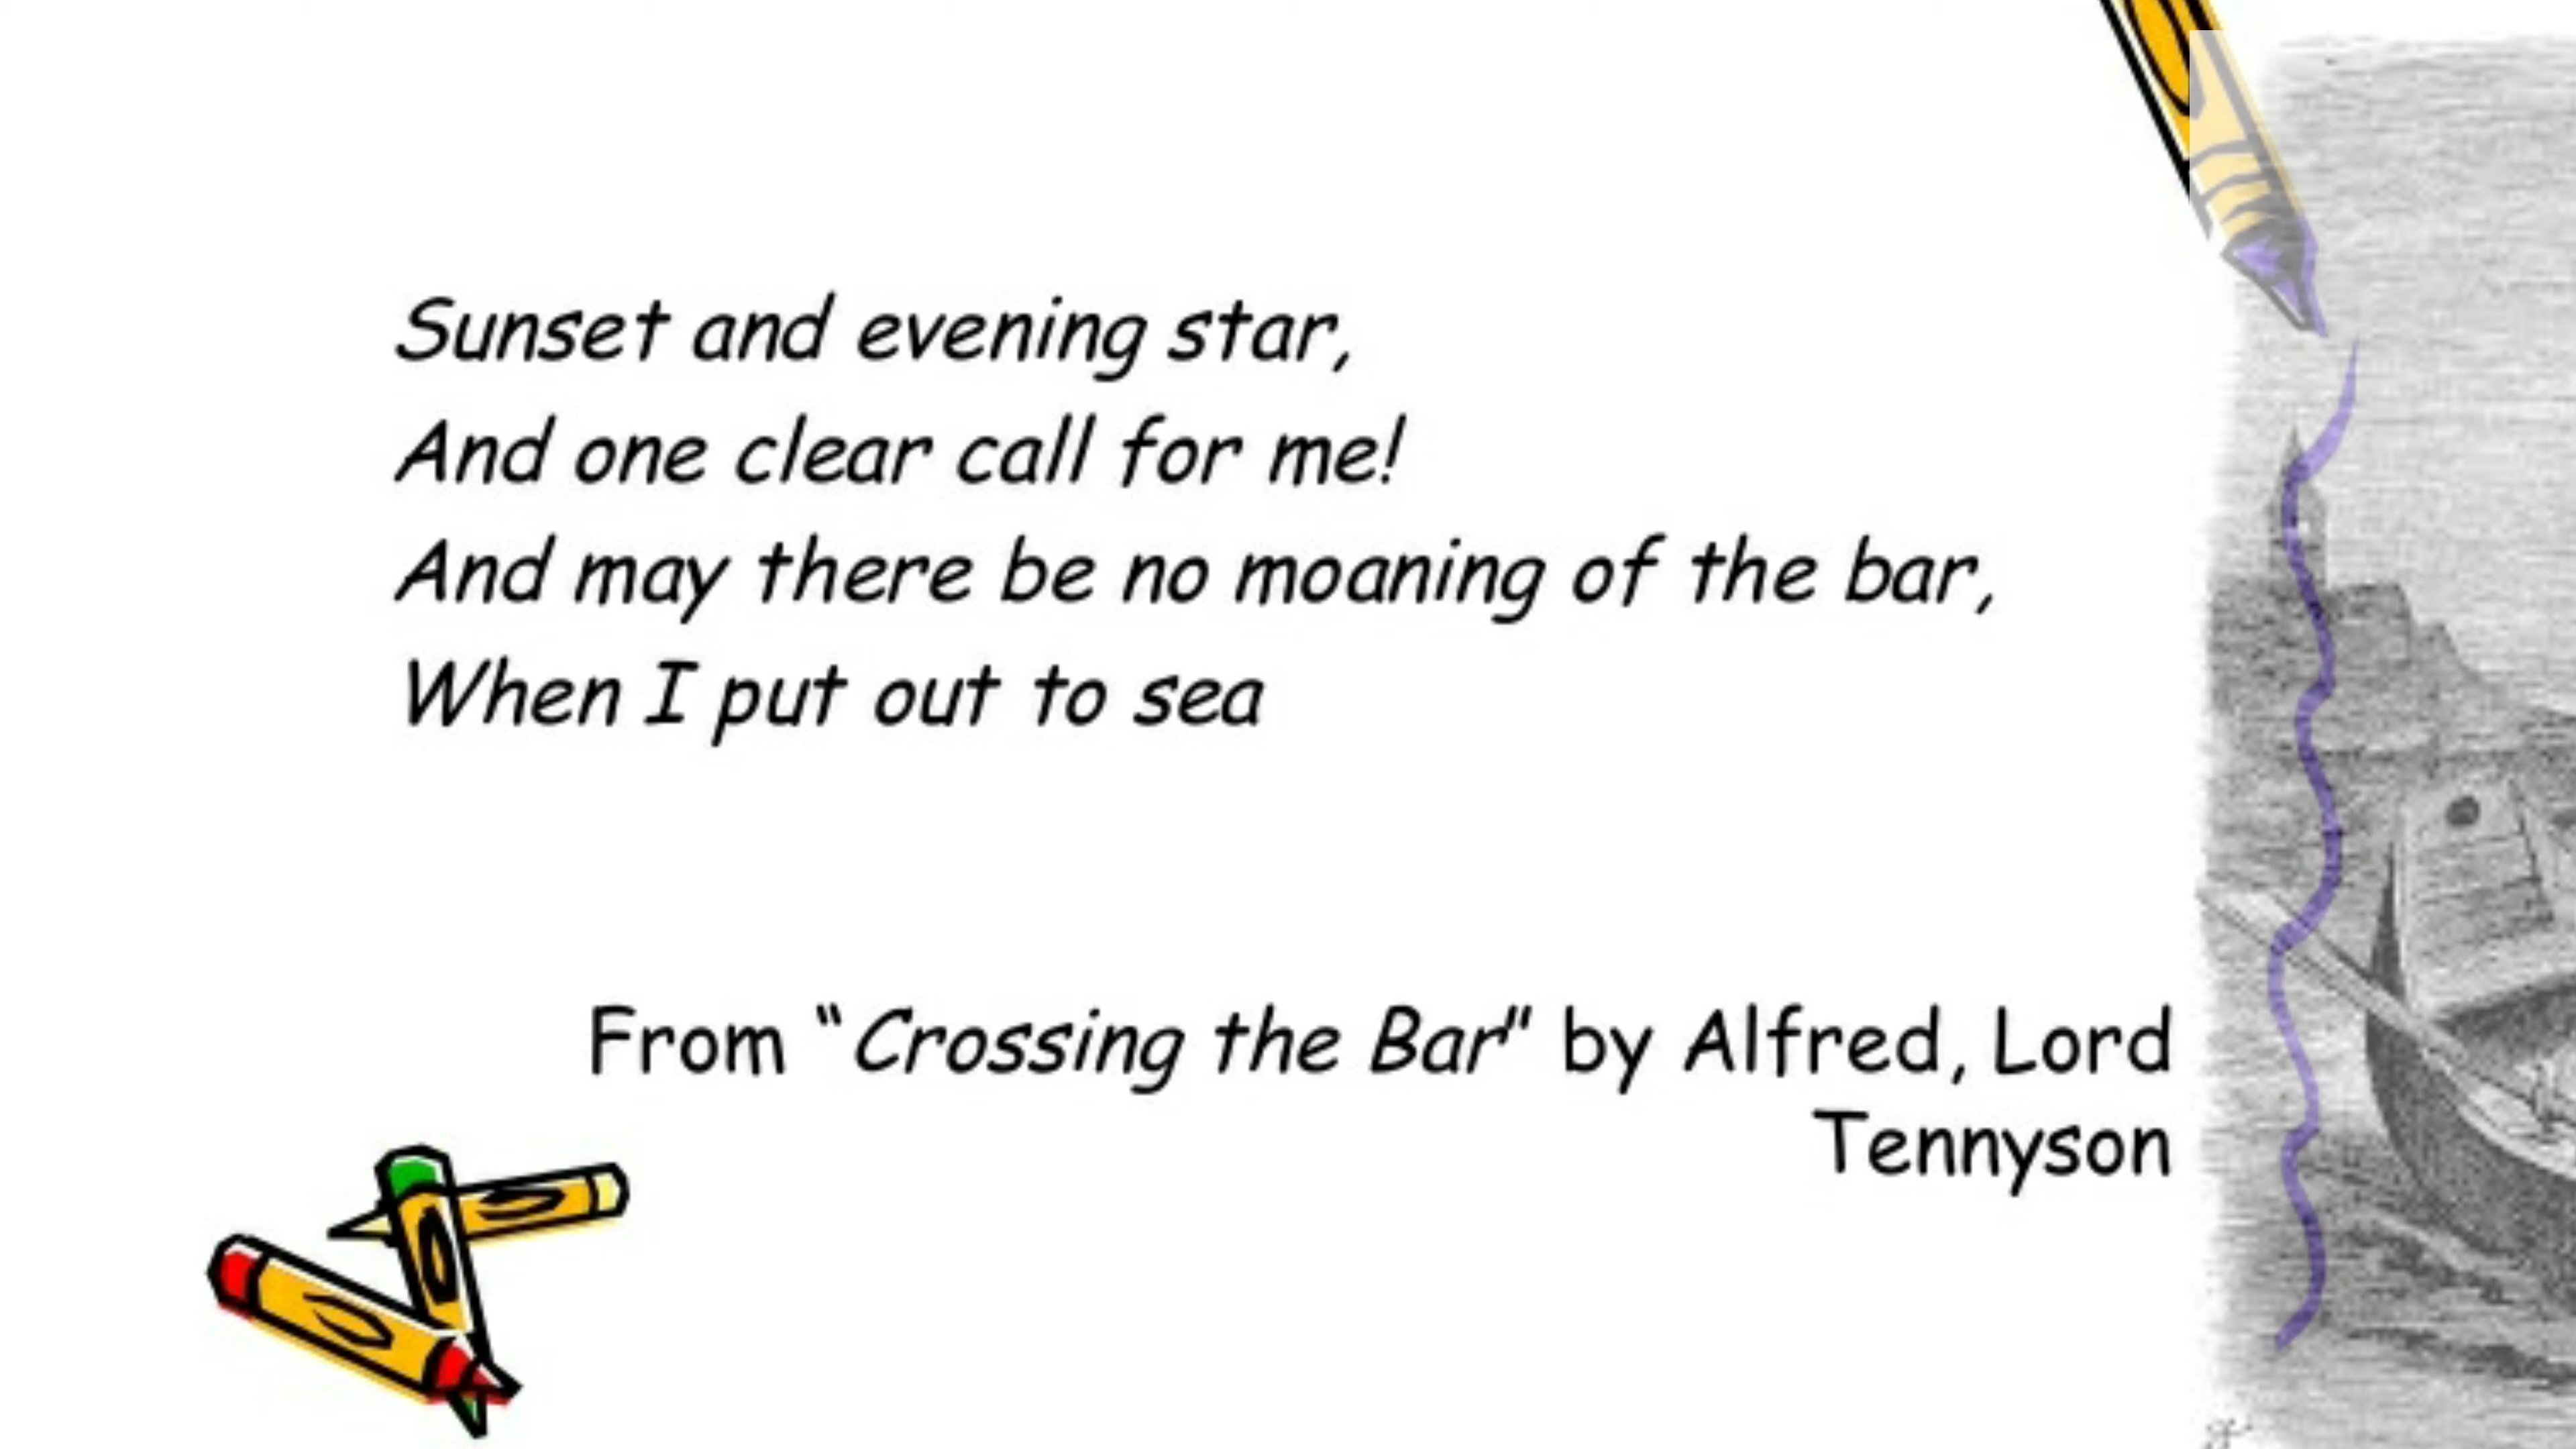 Sunset and evening star,
And one clear call for me!
And may there be no moaning of the bar,
When I put out to sea
From “Crossing the Bar” by Alfred, Lord
Tennyson